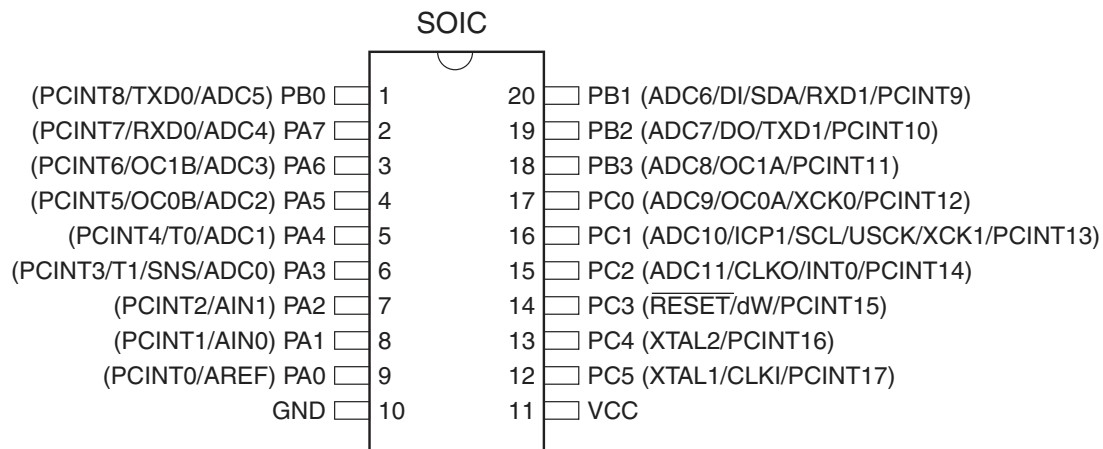 SOIC
(PCINT8/TXD0/ADC5) PB0 1 20 PB1 (ADC6/DI/SDA/RXD1/PCINT9)
(PCINT7/RXD0/ADC4) PA7 2 19 PB2 (ADC7/DO/TXD1/PCINT10)
(PCINT6/OC1B/ADC3) PA6 3 18 PB3 (ADC8/OC1A/PCINT11)
(PCINT5/OC0B/ADC2) PA5 4 17 PC0 (ADC9/OC0A/XCK0/PCINT12)
(PCINT4/T0/ADC1) PA4 5 16 PC1 (ADC10/ICP1/SCL/USCK/XCK1/PCINT13)
(PCINT3/T1/SNS/ADC0) PA3 6 15 PC2 (ADC11/CLKO/INT0/PCINT14)
(PCINT2/AIN1) PA2 7 14 PC3 (RESET/dW/PCINT15)
(PCINT1/AIN0) PA1 8 13 PC4 (XTAL2/PCINT16)
(PCINT0/AREF) PA0 9 12 PC5 (XTAL1/CLKI/PCINT17)
GND 10 11 VCC